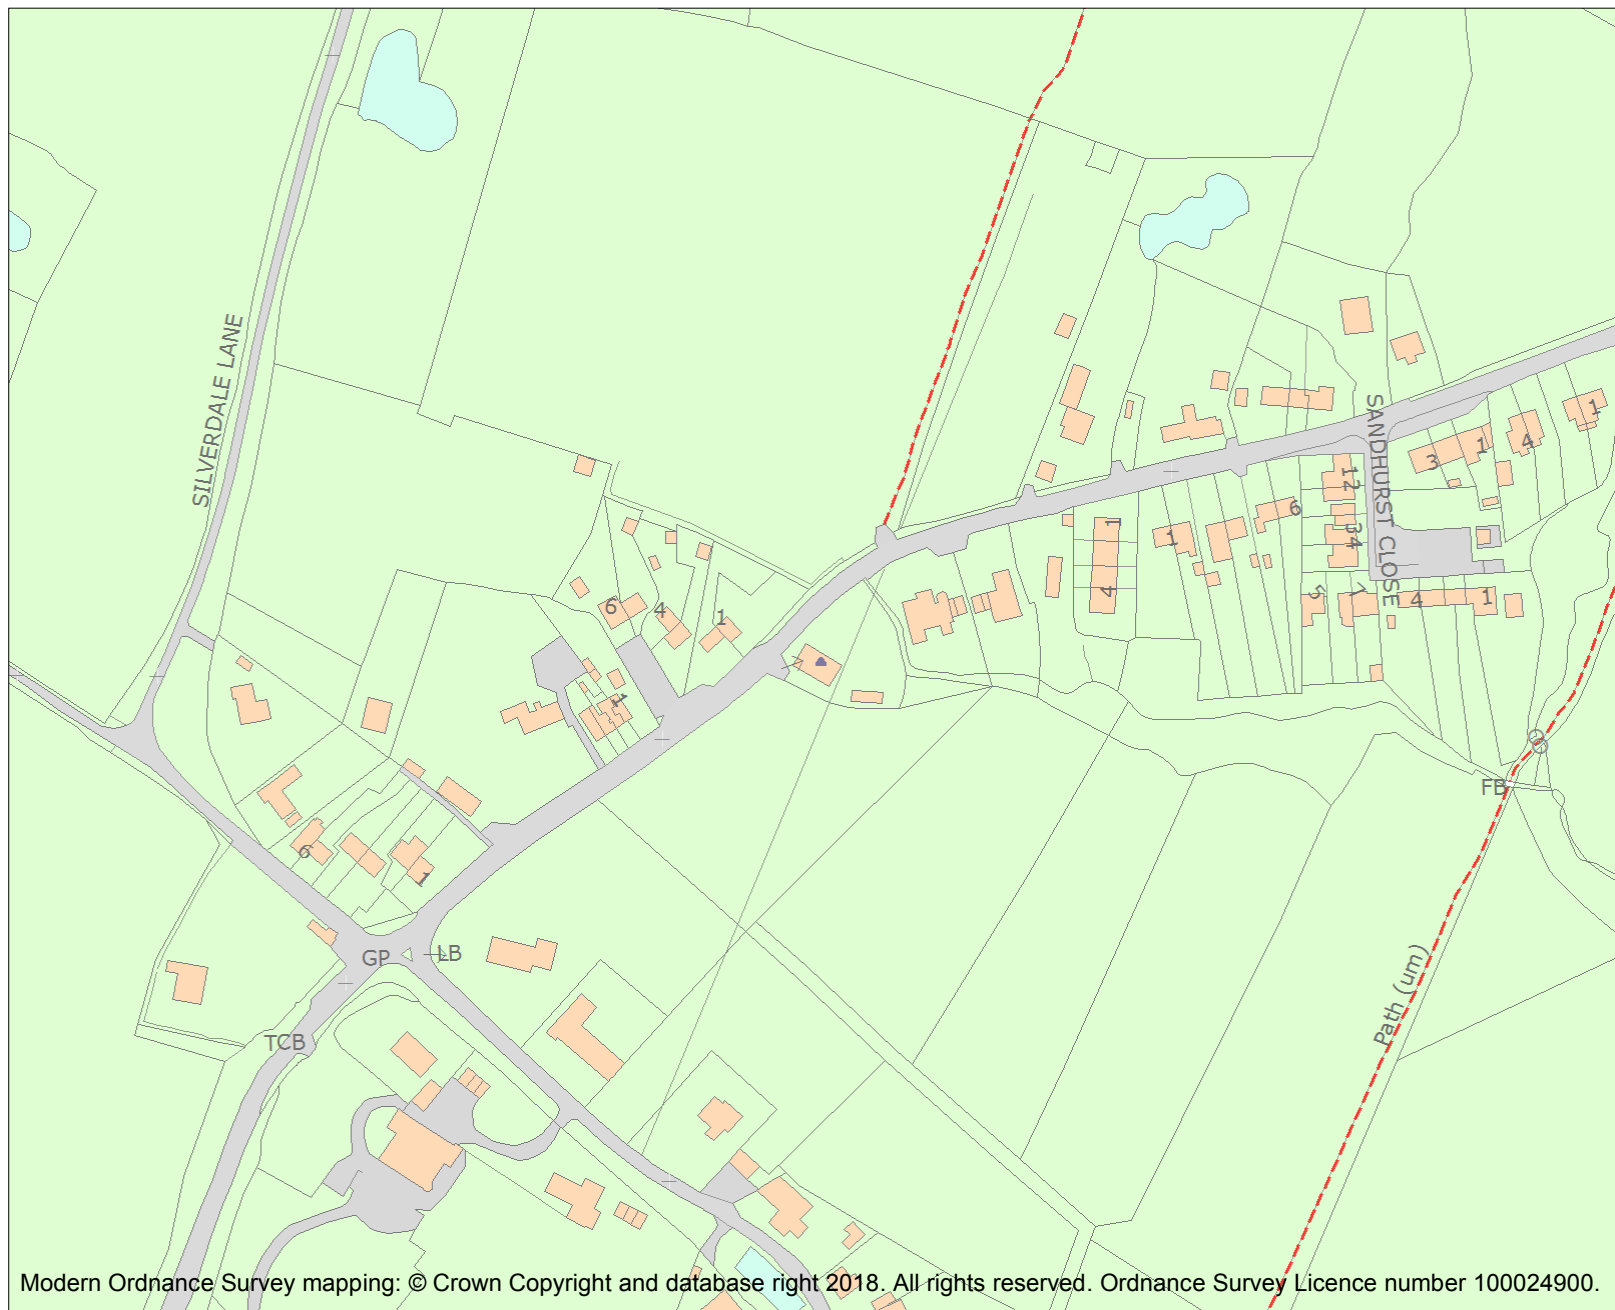 SILVERDALE LANE
SANDHURST CLOSE
1
4
1
3
1
2
6
1
1
3
4
4
5
7
4
1
6
4
1
1
6
1
FB
GP
LB
TCB
Path (um)
Modern Ordnance Survey mapping: © Crown Copyright and database right 2018. All rights reserved. Ordnance Survey Licence number 100024900.